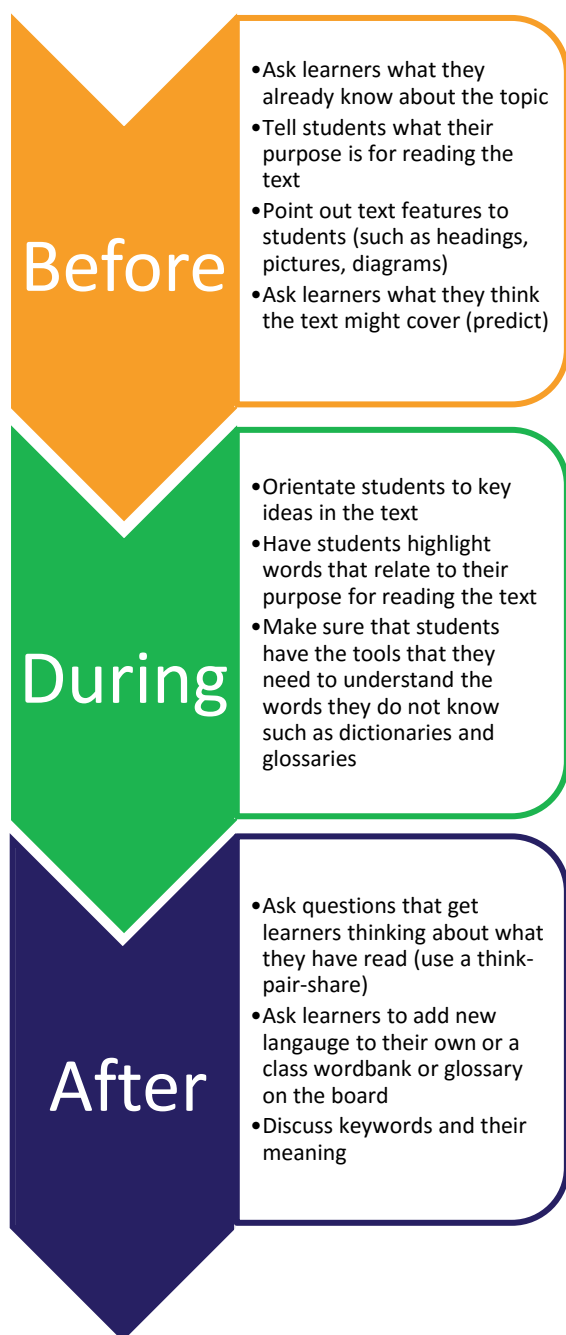 Before
•Ask learners what they
already know about the topic
•Tell students what their
purpose is for reading the
text
•Point out text features to
students (such as headings,
pictures, diagrams)
•Ask learners what they think
the text might cover (predict)
During
•Orientate students to key
ideas in the text
•Have students highlight
words that relate to their
purpose for reading the text
•Make sure that students
have the tools that they
need to understand the
words they do not know
such as dictionaries and
glossaries
After
•Ask questions that get
learners thinking about what
they have read (use a think-
pair-share)
•Ask learners to add new
langauge to their own or a
class wordbank or glossary
on the board
•Discuss keywords and their
meaning